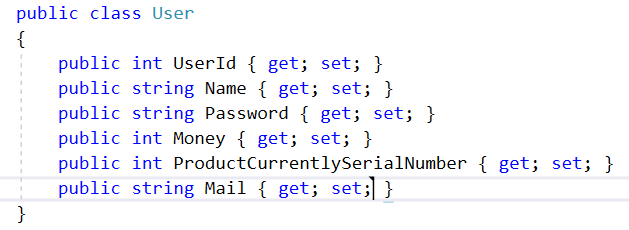 public class User
{
public int UserId { get; set; }
public string Name { get; set; }
public string Password { get; set; }
public int Money { get; set; }
public int ProductCurrentlySerialNumber { get; set; }
public string Mail { get; set; }
}